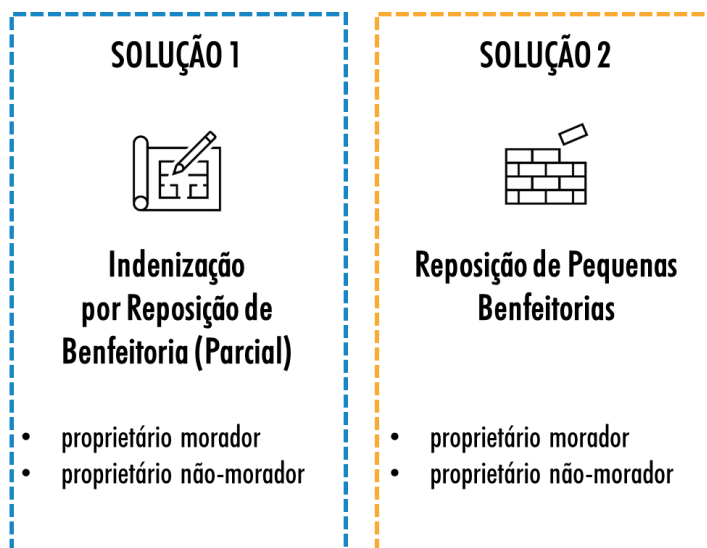 SOLUÇÃO 1
Indenização
por Reposição de
Benfeitoria (Parcial)
• proprietário morador
• proprietário não-morador
SOLUÇÃO 2
Reposição de Pequenas
Benfeitorias
• proprietário morador
• proprietário não-morador